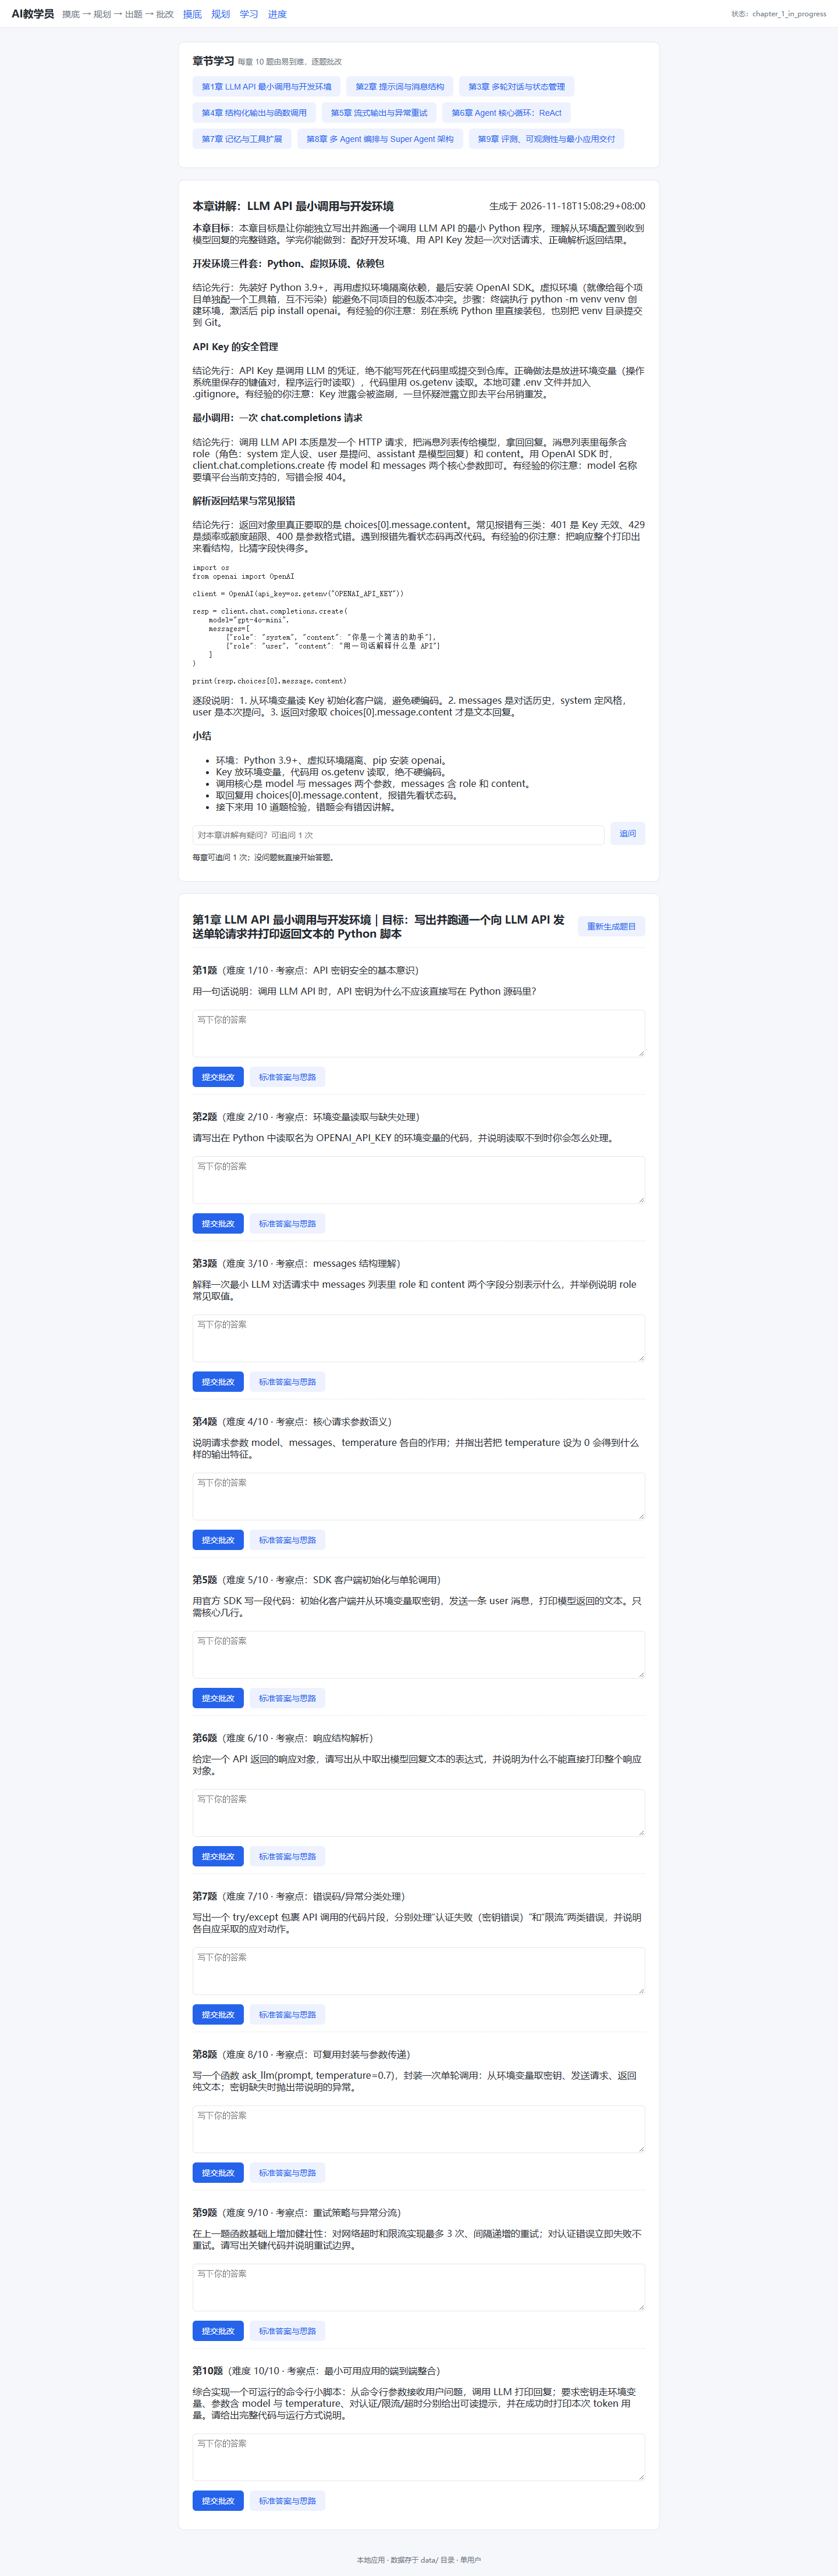 AI教学员 摸底 → 规划 → 出题 → 批改 摸底 规划 学习 进度 状态：chapter_1_in_progress
章节学习 每章 10 题由易到难，逐题批改
第1章 LLM API 最小调用与开发环境 第2章 提示词与消息结构 第3章 多轮对话与状态管理
第4章 结构化输出与函数调用 第5章 流式输出与异常重试 第6章 Agent 核心循环：ReAct
第7章 记忆与工具扩展 第8章 多 Agent 编排与 Super Agent 架构 第9章 评测、可观测性与最小应用交付
本章讲解：LLM API 最小调用与开发环境 生成于 2026-11-18T15:08:29+08:00
本章目标：本章目标是让你能独立写出并跑通一个调用 LLM API 的最小 Python 程序，理解从环境配置到收到
模型回复的完整链路。学完你能做到：配好开发环境、用 API Key 发起一次对话请求、正确解析返回结果。
开发环境三件套：Python、虚拟环境、依赖包
结论先行：先装好 Python 3.9+，再用虚拟环境隔离依赖，最后安装 OpenAI SDK。虚拟环境（就像给每个项
目单独配一个工具箱，互不污染）能避免不同项目的包版本冲突。步骤：终端执行 python -m venv venv 创
建环境，激活后 pip install openai。有经验的你注意：别在系统 Python 里直接装包，也别把 venv 目录提交
到 Git。
API Key 的安全管理
结论先行：API Key 是调用 LLM 的凭证，绝不能写死在代码里或提交到仓库。正确做法是放进环境变量（操作
系统里保存的键值对，程序运行时读取），代码里用 os.getenv 读取。本地可建 .env 文件并加入
.gitignore。有经验的你注意：Key 泄露会被盗刷，一旦怀疑泄露立即去平台吊销重发。
最小调用：一次 chat.completions 请求
结论先行：调用 LLM API 本质是发一个 HTTP 请求，把消息列表传给模型，拿回回复。消息列表里每条含
role（角色：system 定人设、user 是提问、assistant 是模型回复）和 content。用 OpenAI SDK 时，
client.chat.completions.create 传 model 和 messages 两个核心参数即可。有经验的你注意：model 名称
要填平台当前支持的，写错会报 404。
解析返回结果与常见报错
结论先行：返回对象里真正要取的是 choices[0].message.content。常见报错有三类：401 是 Key 无效、429
是频率或额度超限、400 是参数格式错。遇到报错先看状态码再改代码。有经验的你注意：把响应整个打印出
来看结构，比猜字段快得多。
import os
from openai import OpenAI
client = OpenAI(api_key=os.getenv("OPENAI_API_KEY"))
resp = client.chat.completions.create(
model="gpt-4o-mini",
messages=[
{"role": "system", "content": "你是一个简洁的助手"},
{"role": "user", "content": "用一句话解释什么是 API"}
]
)
print(resp.choices[0].message.content)
逐段说明：1. 从环境变量读 Key 初始化客户端，避免硬编码。2. messages 是对话历史，system 定风格，
user 是本次提问。3. 返回对象取 choices[0].message.content 才是文本回复。
小结
• 环境：Python 3.9+、虚拟环境隔离、pip 安装 openai。
• Key 放环境变量，代码用 os.getenv 读取，绝不硬编码。
• 调用核心是 model 与 messages 两个参数，messages 含 role 和 content。
• 取回复用 choices[0].message.content，报错先看状态码。
• 接下来用 10 道题检验，错题会有错因讲解。
对本章讲解有疑问？可追问 1 次 追问
每章可追问 1 次；没问题就直接开始答题。
第1章 LLM API 最小调用与开发环境 | 目标：写出并跑通一个向 LLM API 发
送单轮请求并打印返回文本的 Python 脚本 重新生成题目
第1题（难度 1/10 · 考察点：API 密钥安全的基本意识）
用一句话说明：调用 LLM API 时，API 密钥为什么不应该直接写在 Python 源码里？
写下你的答案
提交批改 标准答案与思路
第2题（难度 2/10 · 考察点：环境变量读取与缺失处理）
请写出在 Python 中读取名为 OPENAI_API_KEY 的环境变量的代码，并说明读取不到时你会怎么处理。
写下你的答案
提交批改 标准答案与思路
第3题（难度 3/10 · 考察点：messages 结构理解）
解释一次最小 LLM 对话请求中 messages 列表里 role 和 content 两个字段分别表示什么，并举例说明 role
常见取值。
写下你的答案
提交批改 标准答案与思路
第4题（难度 4/10 · 考察点：核心请求参数语义）
说明请求参数 model、messages、temperature 各自的作用；并指出若把 temperature 设为 0 会得到什么
样的输出特征。
写下你的答案
提交批改 标准答案与思路
第5题（难度 5/10 · 考察点：SDK 客户端初始化与单轮调用）
用官方 SDK 写一段代码：初始化客户端并从环境变量取密钥，发送一条 user 消息，打印模型返回的文本。只
需核心几行。
写下你的答案
提交批改 标准答案与思路
第6题（难度 6/10 · 考察点：响应结构解析）
给定一个 API 返回的响应对象，请写出从中取出模型回复文本的表达式，并说明为什么不能直接打印整个响应
对象。
写下你的答案
提交批改 标准答案与思路
第7题（难度 7/10 · 考察点：错误码/异常分类处理）
写出一个 try/except 包裹 API 调用的代码片段，分别处理"认证失败（密钥错误）"和"限流"两类错误，并说明
各自应采取的应对动作。
写下你的答案
提交批改 标准答案与思路
第8题（难度 8/10 · 考察点：可复用封装与参数传递）
写一个函数 ask_llm(prompt, temperature=0.7)，封装一次单轮调用：从环境变量取密钥、发送请求、返回
纯文本；密钥缺失时抛出带说明的异常。
写下你的答案
提交批改 标准答案与思路
第9题（难度 9/10 · 考察点：重试策略与异常分流）
在上一题函数基础上增加健壮性：对网络超时和限流实现最多 3 次、间隔递增的重试；对认证错误立即失败不
重试。请写出关键代码并说明重试边界。
写下你的答案
提交批改 标准答案与思路
第10题（难度 10/10 · 考察点：最小可用应用的端到端整合）
综合实现一个可运行的命令行小脚本：从命令行参数接收用户问题，调用 LLM 打印回复；要求密钥走环境变
量、参数含 model 与 temperature、对认证/限流/超时分别给出可读提示，并在成功时打印本次 token 用
量。请给出完整代码与运行方式说明。
写下你的答案
提交批改 标准答案与思路
本地应用 · 数据存于 data/ 目录 · 单用户